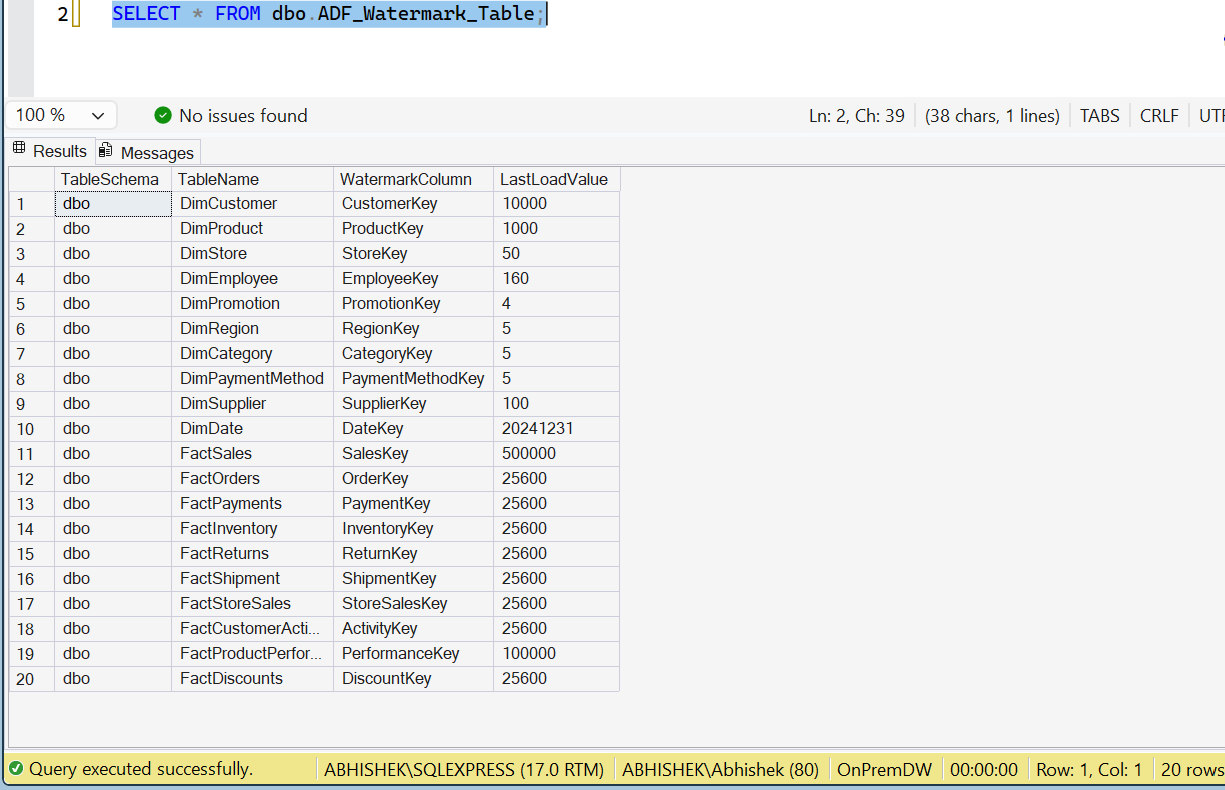 2 SELECT * FROM dbo.ADF_Watermark_Table;
100 % No issues found Ln: 2, Ch: 39 (38 chars, 1 lines) TABS CRLF UTF
Results Messages
TableSchema TableName WatermarkColumn LastLoadValue
1 dbo DimCustomer CustomerKey 10000
2 dbo DimProduct ProductKey 1000
3 dbo DimStore StoreKey 50
4 dbo DimEmployee EmployeeKey 160
5 dbo DimPromotion PromotionKey 4
6 dbo DimRegion RegionKey 5
7 dbo DimCategory CategoryKey 5
8 dbo DimPaymentMethod PaymentMethodKey 5
9 dbo DimSupplier SupplierKey 100
10 dbo DimDate DateKey 20241231
11 dbo FactSales SalesKey 500000
12 dbo FactOrders OrderKey 25600
13 dbo FactPayments PaymentKey 25600
14 dbo FactInventory InventoryKey 25600
15 dbo FactReturns ReturnKey 25600
16 dbo FactShipment ShipmentKey 25600
17 dbo FactStoreSales StoreSalesKey 25600
18 dbo FactCustomerActi... ActivityKey 25600
19 dbo FactProductPerfor... PerformanceKey 100000
20 dbo FactDiscounts DiscountKey 25600
Query executed successfully. ABHISHEK\SQLEXPRESS (17.0 RTM) ABHISHEK\Abhishek (80) OnPremDW 00:00:00 Row: 1, Col: 1 20 rows